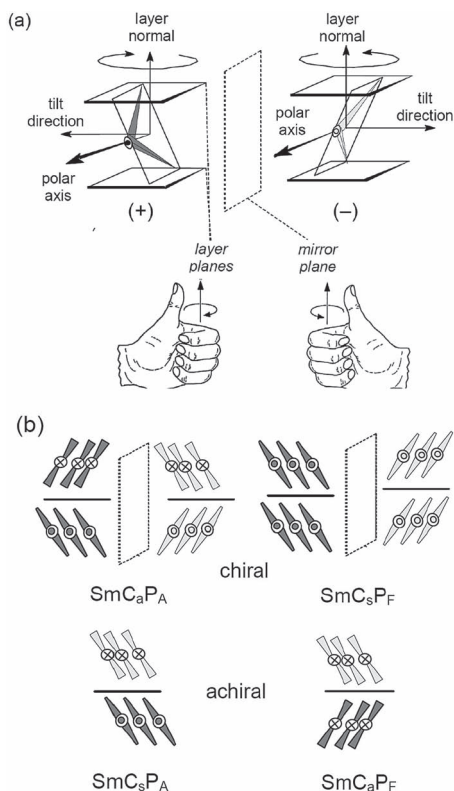 (a)
layer
normal
layer
normal
tilt
direction
polar
axis
(+)
polar
axis
tilt
direction
(–)
layer
planes
mirror
plane
(b)
chiral
SmCaPA
SmCsPF
achiral
SmCsPA
SmCaPF